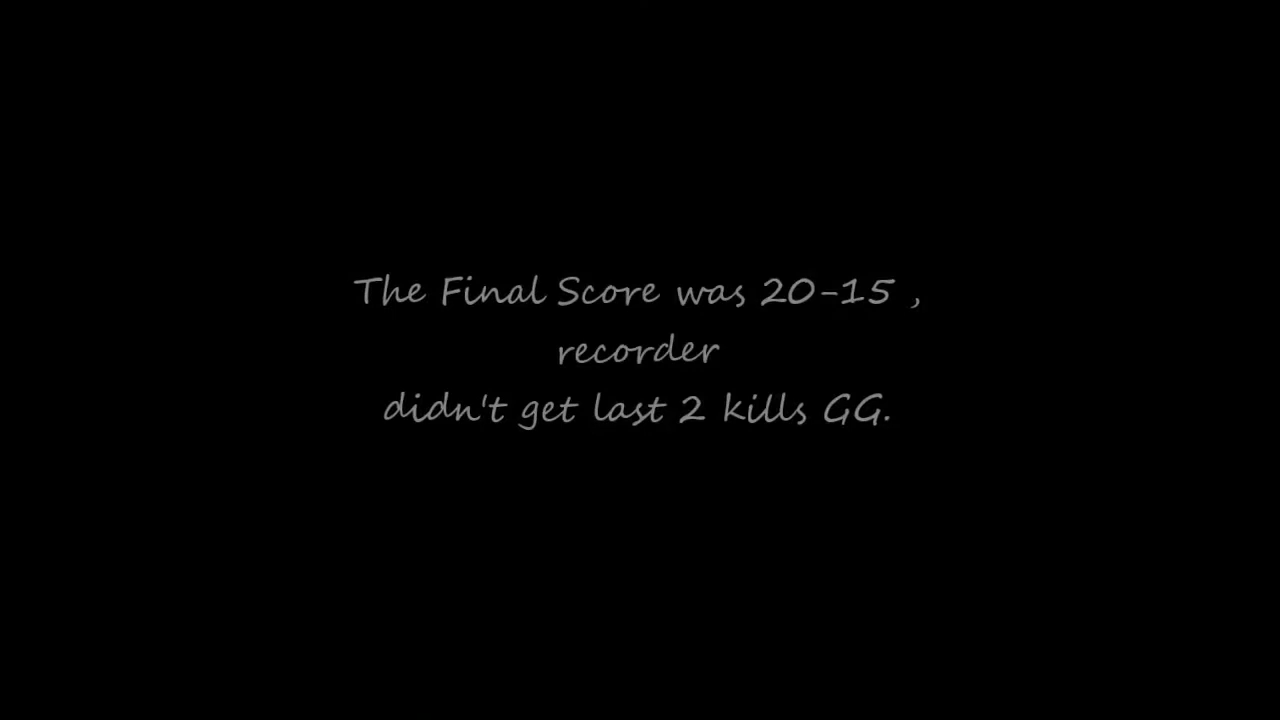 The Final Score was 20-15 ,
recorder
didn't get last 2 kills GG.